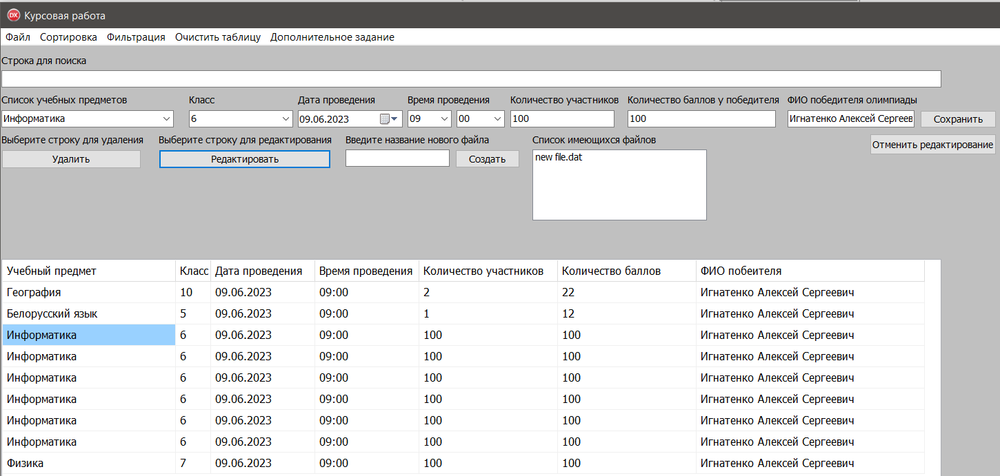 DX Курсовая работа
Файл Сортировка Фильтрация Очистить таблицу Дополнительное задание
Строка для поиска
Список учебных предметов Класс Дата проведения Время проведения Количество участников Количество баллов у победителя ФИО победителя олимпиады
Информатика 6 09.06.2023 09 00 100 100 Игнатенко Алексей Сергеев Сохранить
Выберите строку для удаления Выберите строку для редактирования Введите название нового файла Список имеющихся файлов
Удалить Редактировать Создать new file.dat Отменить редактирование
Учебный предмет Класс Дата проведения Время проведения Количество участников Количество баллов ФИО побеителя
География 10 09.06.2023 09:00 2 22 Игнатенко Алексей Сергеевич
Белорусский язык 5 09.06.2023 09:00 1 12 Игнатенко Алексей Сергеевич
Информатика 6 09.06.2023 09:00 100 100 Игнатенко Алексей Сергеевич
Информатика 6 09.06.2023 09:00 100 100 Игнатенко Алексей Сергеевич
Информатика 6 09.06.2023 09:00 100 100 Игнатенко Алексей Сергеевич
Информатика 6 09.06.2023 09:00 100 100 Игнатенко Алексей Сергеевич
Информатика 6 09.06.2023 09:00 100 100 Игнатенко Алексей Сергеевич
Информатика 6 09.06.2023 09:00 100 100 Игнатенко Алексей Сергеевич
Физика 7 09.06.2023 09:00 100 100 Игнатенко Алексей Сергеевич